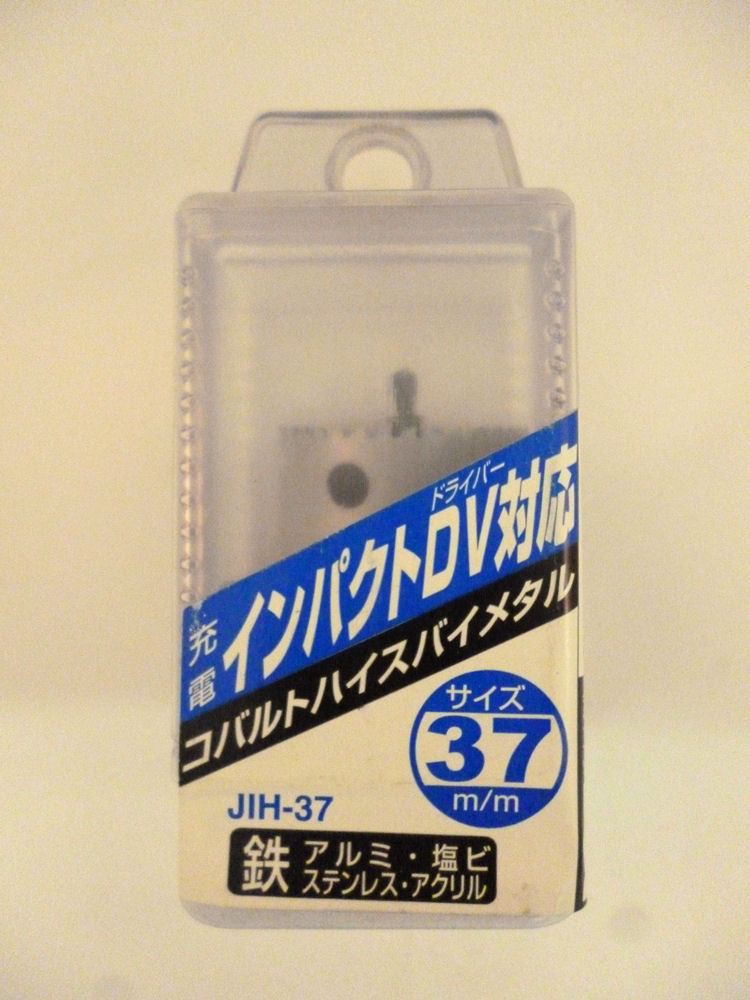 ドライバー
充電
インパクトDV対応
コバルトハイスバイメタル
サイズ
37
m/m
JIH-37
鉄
アルミ・塩ビ
ステンレス・アクリル